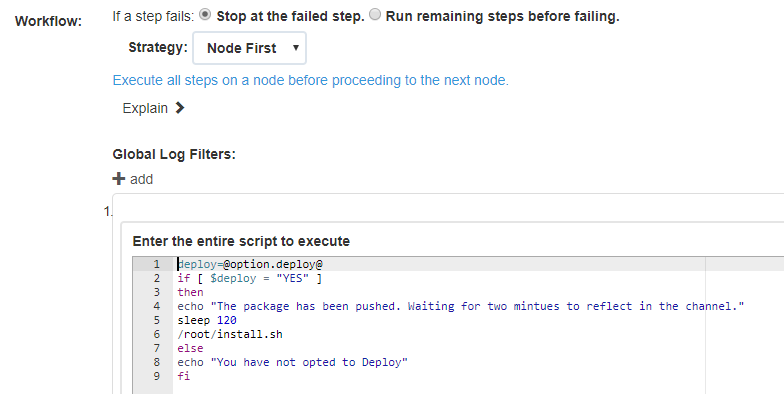 Workflow: If a step fails: Stop at the failed step. Run remaining steps before failing.
Strategy: Node First
Execute all steps on a node before proceeding to the next node.
Explain
Global Log Filters:
add
1.
Enter the entire script to execute
1 deploy=@option.deploy@
2 if [ $deploy = "YES" ]
3 then
4 echo "The package has been pushed. Waiting for two mintues to reflect in the channel."
5 sleep 120
6 /root/install.sh
7 else
8 echo "You have not opted to Deploy"
9 fi